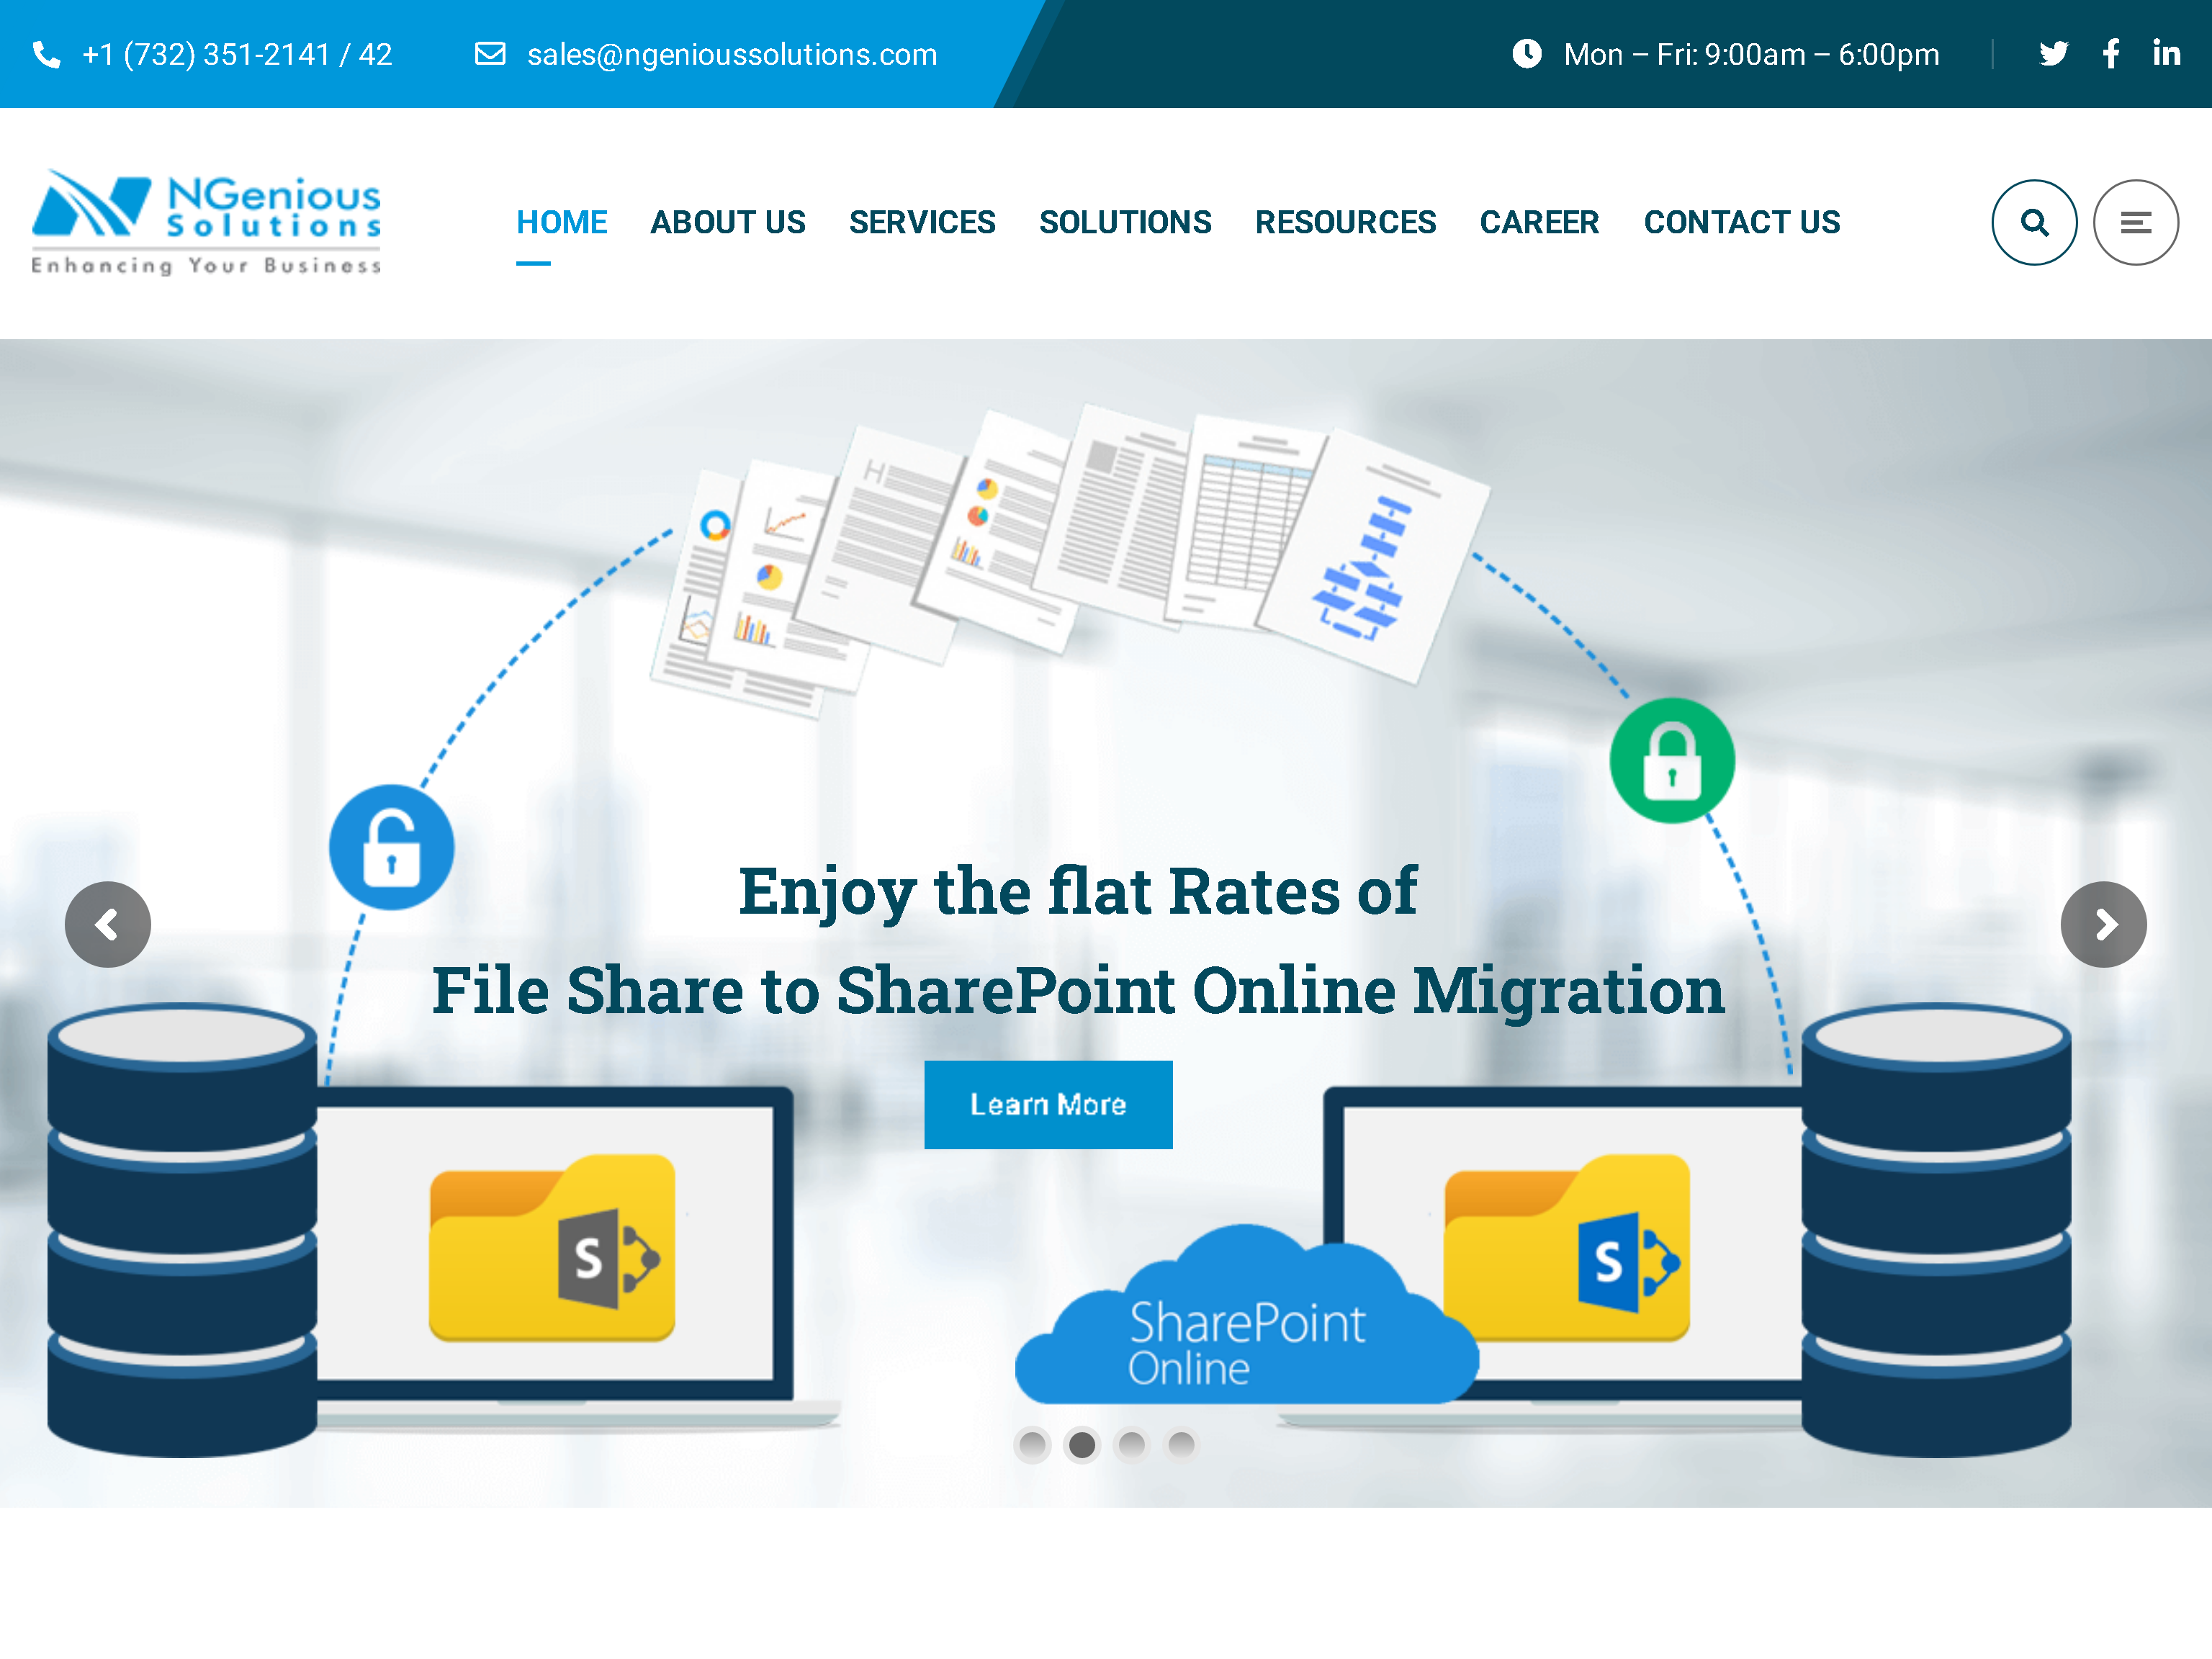 +1 (732) 351-2141 / 42
sales@ngenioussolutions.com
Mon – Fri: 9:00am – 6:00pm
NGenious
Solutions
Enhancing Your Business
HOME
ABOUT US
SERVICES
SOLUTIONS
RESOURCES
CAREER
CONTACT US
H
Enjoy the flat Rates of
File Share to SharePoint Online Migration
Learn More
S
S
SharePoint
Online